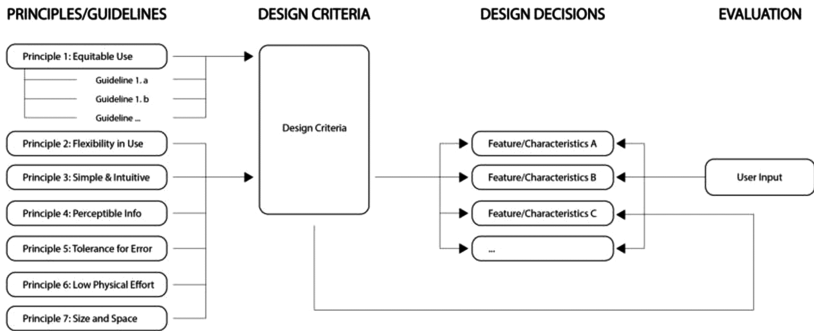 PRINCIPLES/GUIDELINES
DESIGN CRITERIA
DESIGN DECISIONS
EVALUATION
Principle 1: Equitable Use
Guideline 1. a
Guideline 1. b
Guideline ...
Principle 2: Flexibility in Use
Principle 3: Simple & Intuitive
Principle 4: Perceptible Info
Principle 5: Tolerance for Error
Principle 6: Low Physical Effort
Principle 7: Size and Space
Design Criteria
Feature/Characteristics A
Feature/Characteristics B
Feature/Characteristics C
...
User Input